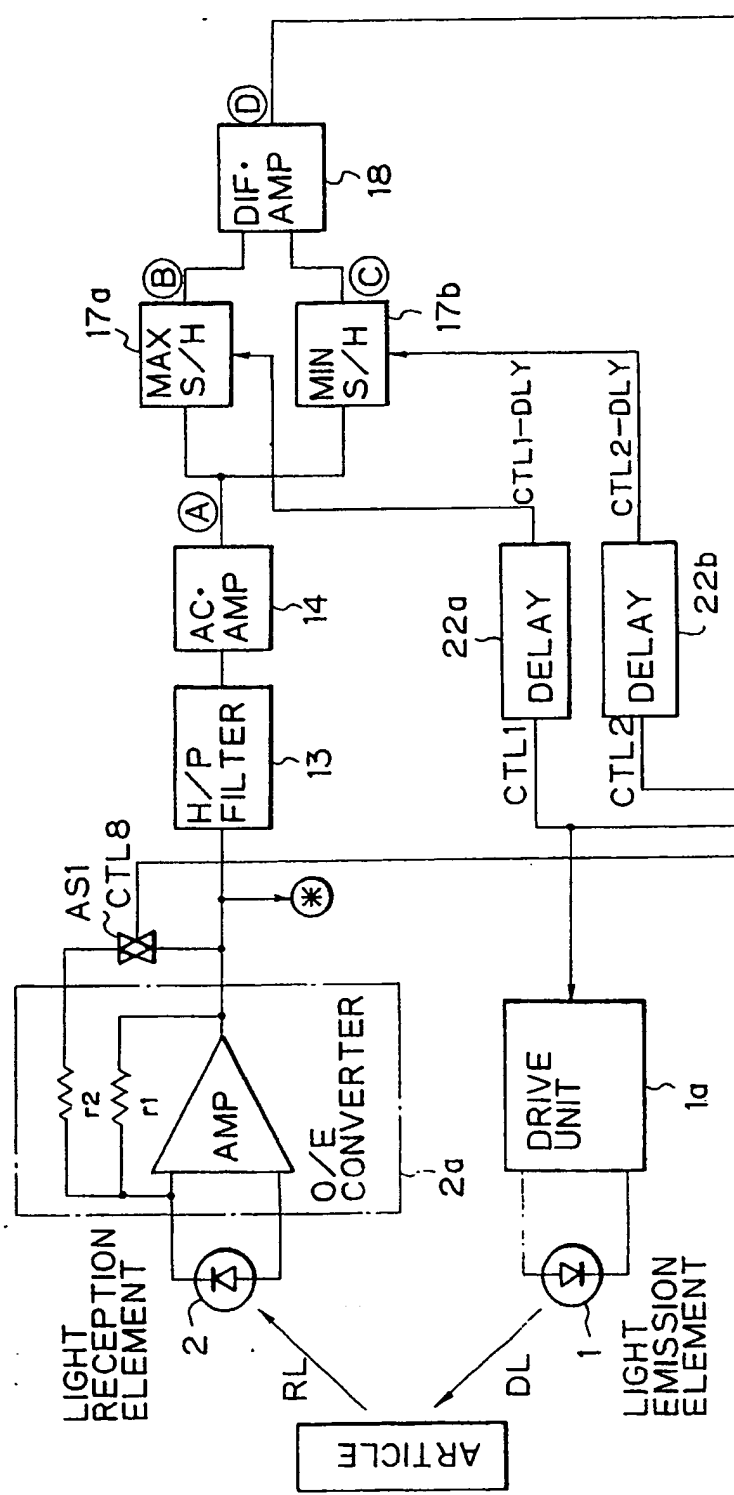 LIGHT
RECEPTION
ELEMENT
2
RL
ARTICLE
DL
1
LIGHT
EMISSION
ELEMENT
r2
r1
AMP
O/E
CONVERTER
2a
AS1
CTL8
*
H/P
FILTER
13
AC・
AMP
14
A
MAX
S/H
17a
B
MIN
S/H
17b
C
DIF・
AMP
18
D
DRIVE
UNIT
1a
CTL1
DELAY
22a
CTL1-DLY
CTL2
DELAY
22b
CTL2-DLY